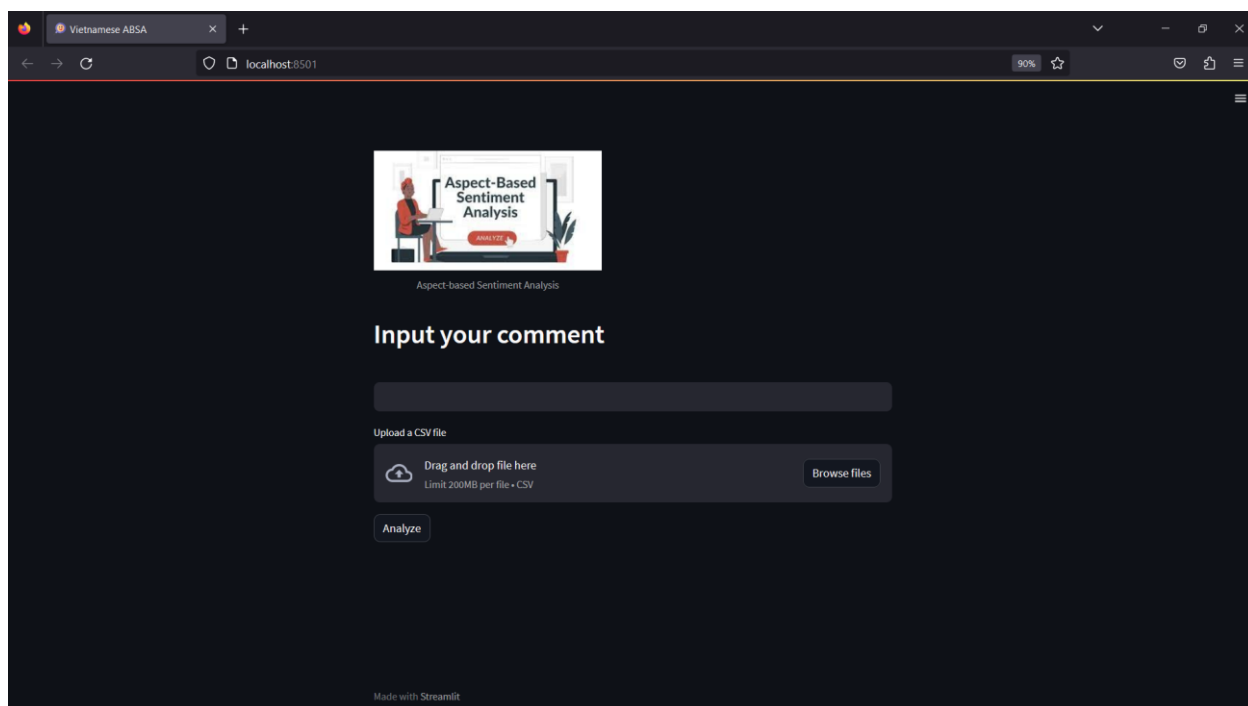 Vietnamese ABSA
localhost:8501
90%
Aspect-Based
Sentiment
Analysis
ANALYZE
Aspect-based Sentiment Analysis
Input your comment
Upload a CSV file
Drag and drop file here
Limit 200MB per file • CSV
Browse files
Analyze
Made with Streamlit